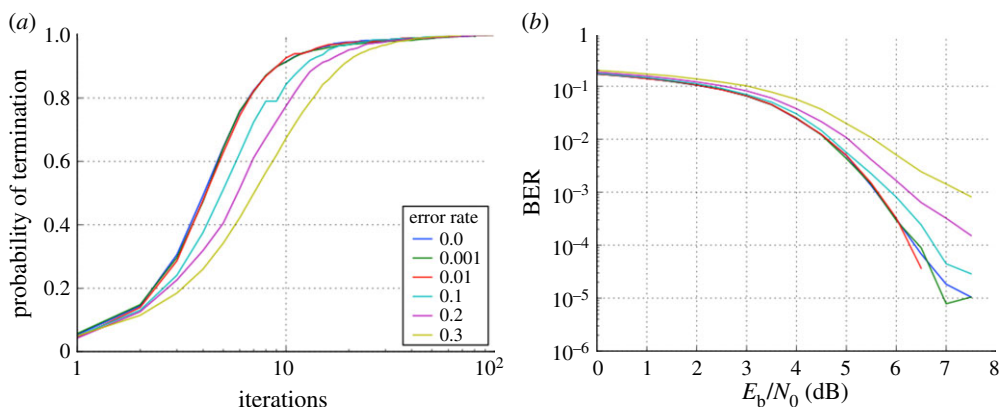 (a)
probability of termination
1.0
0.8
0.6
0.4
0.2
0
1
10
10²
iterations
error rate
0.0
0.001
0.01
0.1
0.2
0.3
(b)
BER
1
10⁻¹
10⁻²
10⁻³
10⁻⁴
10⁻⁵
10⁻⁶
0 1 2 3 4 5 6 7 8
E_b/N_0 (dB)